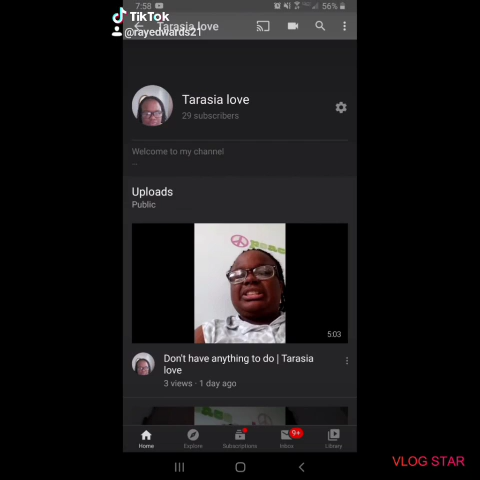 7:58
56%
TikTok
@rayedwards21
Tarasia love
Tarasia love
29 subscribers
Welcome to my channel
Uploads
Public
5:03
Don't have anything to do | Tarasia
love
3 views · 1 day ago
Home
Explore
Subscriptions
9+
Inbox
Library
VLOG STAR